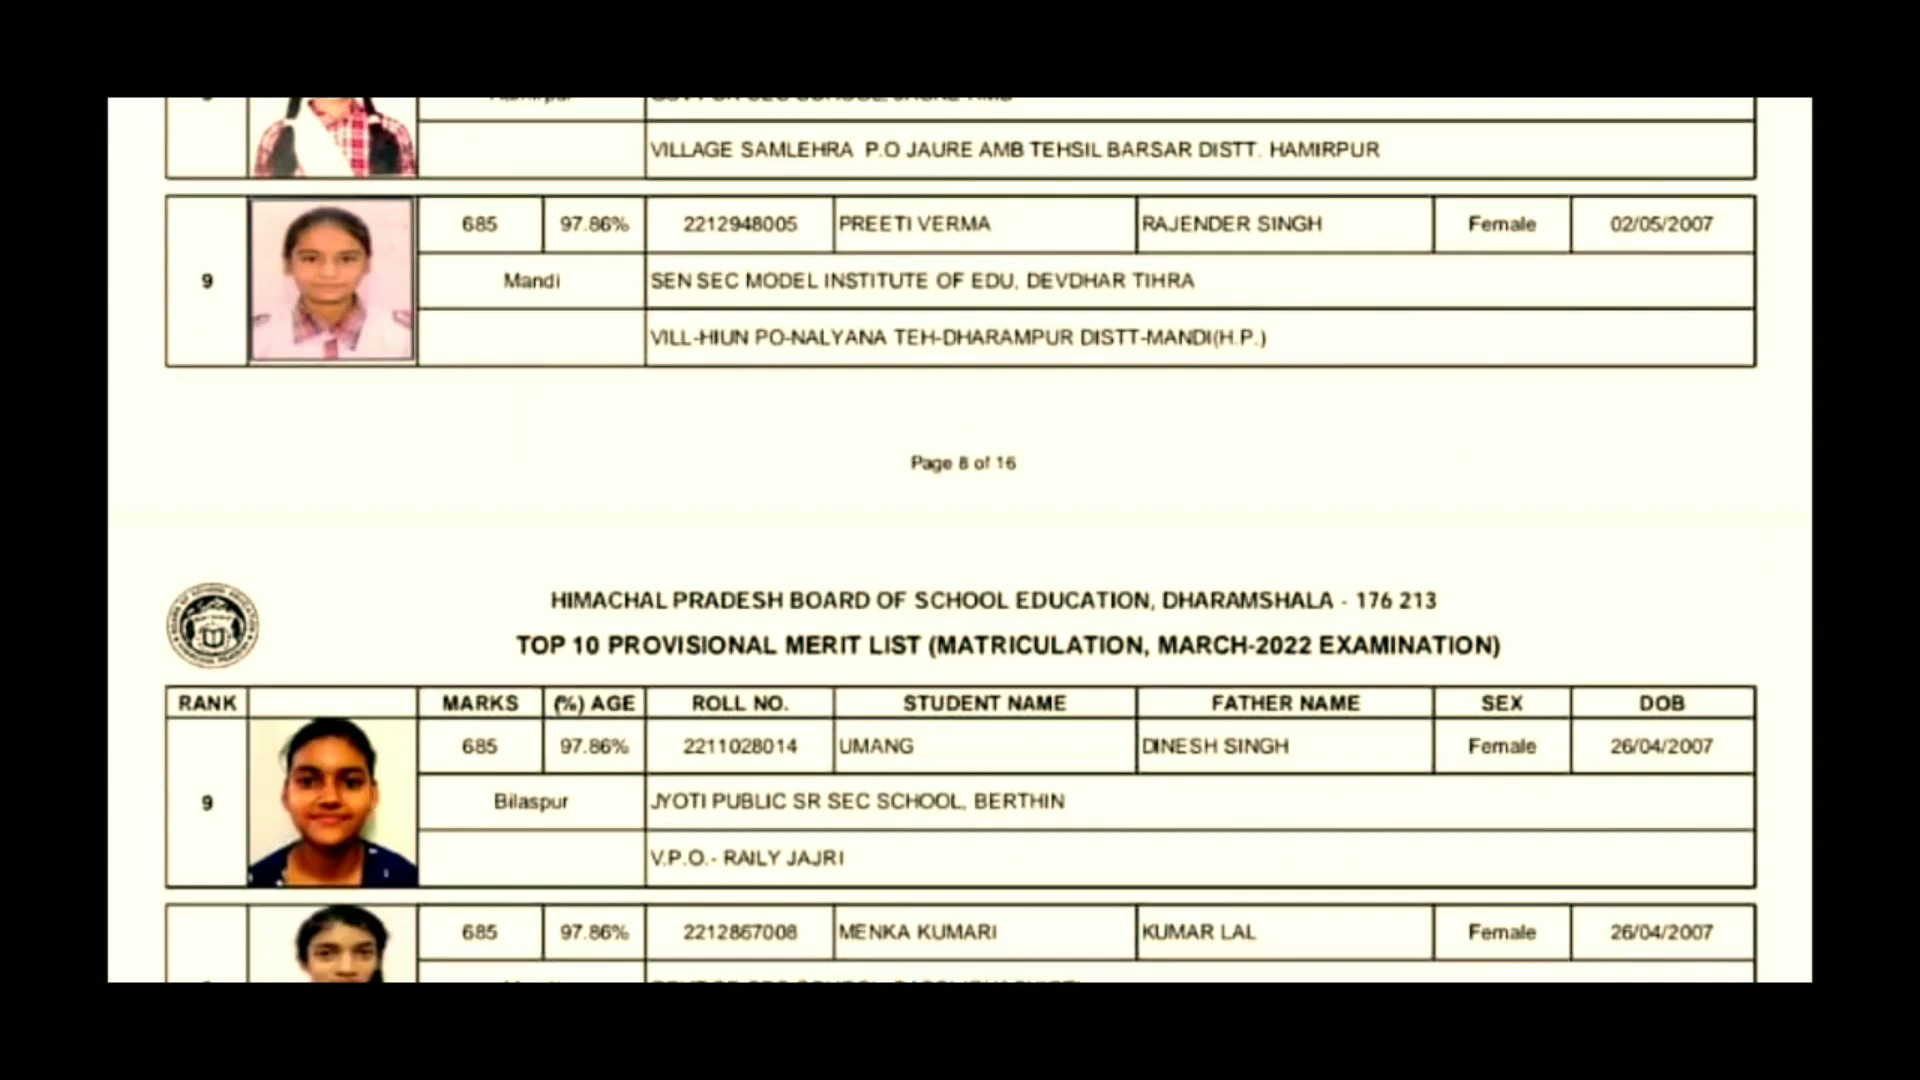 VILLAGE SAMLEHRA P.O JAURE AMB TEHSIL BARSAR DISTT. HAMIRPUR
9 685 97.86% 2212948005 PREETI VERMA RAJENDER SINGH Female 02/05/2007
Mandi SEN SEC MODEL INSTITUTE OF EDU, DEVDHAR TIHRA
VILL-HIUN PO-NALYANA TEH-DHARAMPUR DISTT-MANDI(H.P.)
Page 8 of 16
HIMACHAL PRADESH BOARD OF SCHOOL EDUCATION, DHARAMSHALA - 176 213
TOP 10 PROVISIONAL MERIT LIST (MATRICULATION, MARCH-2022 EXAMINATION)
RANK MARKS (%) AGE ROLL NO. STUDENT NAME FATHER NAME SEX DOB
9 685 97.86% 2211028014 UMANG DINESH SINGH Female 26/04/2007
Bilaspur JYOTI PUBLIC SR SEC SCHOOL, BERTHIN
V.P.O.- RAILY JAJRI
685 97.86% 2212867008 MENKA KUMARI KUMAR LAL Female 26/04/2007